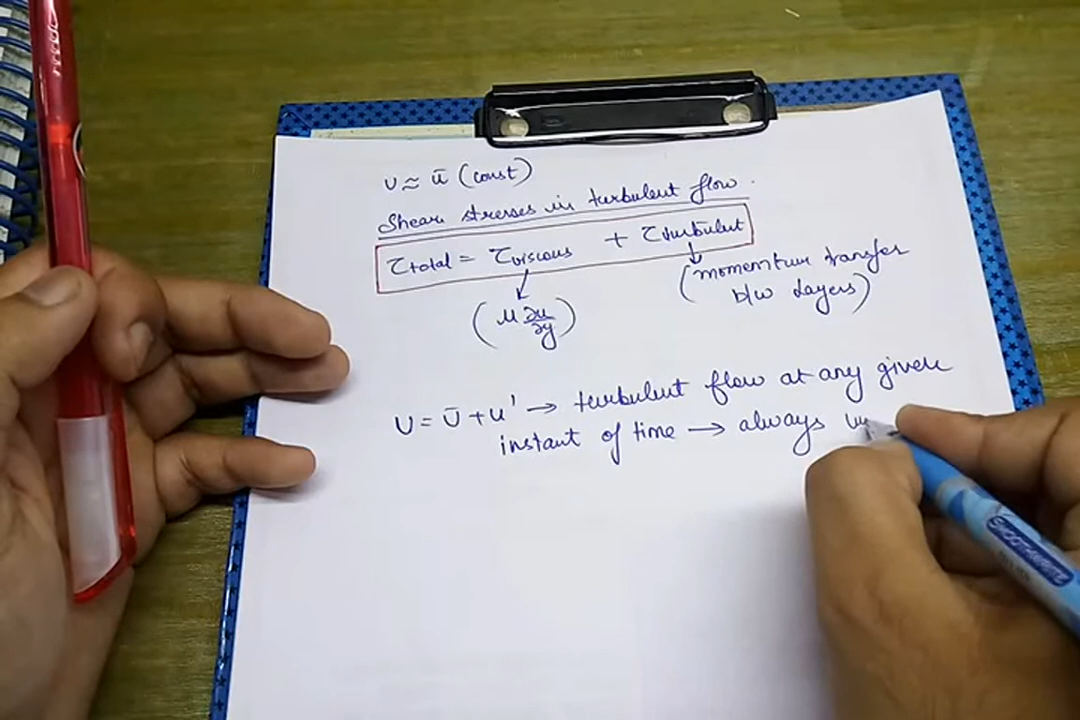 u ≈ ū (const)
Shear stresses in turbulent flow.
τtotal = τviscous + τturbulent
(momentum transfer
b/w layers)
(μ ∂u/∂y)
u = ū + u' → turbulent flow at any given
instant of time → always